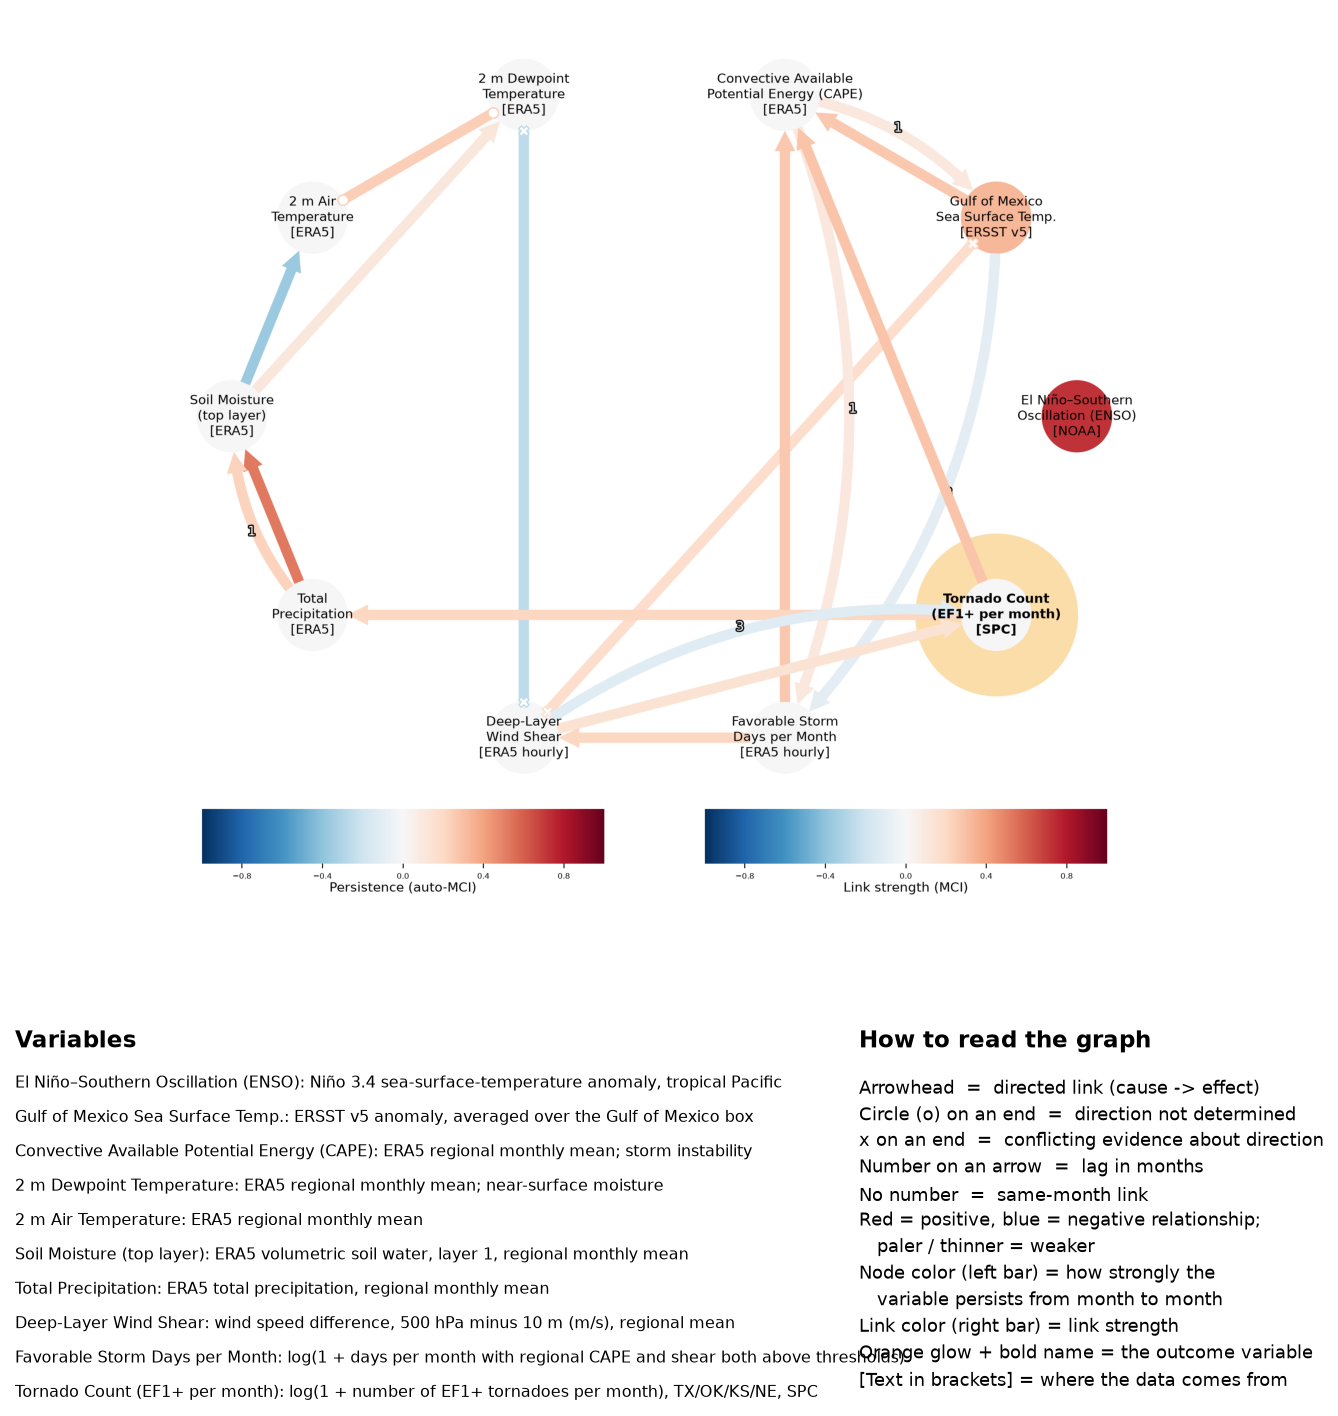 2 m Dewpoint
Temperature
[ERA5]
Convective Available
Potential Energy (CAPE)
[ERA5]
1
2 m Air
Temperature
[ERA5]
Gulf of Mexico
Sea Surface Temp.
[ERSST v5]
Soil Moisture
(top layer)
[ERA5]
1
El Niño–Southern
Oscillation (ENSO)
[NOAA]
1
Total
Precipitation
[ERA5]
3
Tornado Count
(EF1+ per month)
[SPC]
Deep-Layer
Wind Shear
[ERA5 hourly]
Favorable Storm
Days per Month
[ERA5 hourly]
−0.8 −0.4 0.0 0.4 0.8
Persistence (auto-MCI)
−0.8 −0.4 0.0 0.4 0.8
Link strength (MCI)
Variables
El Niño–Southern Oscillation (ENSO): Niño 3.4 sea-surface-temperature anomaly, tropical Pacific
Gulf of Mexico Sea Surface Temp.: ERSST v5 anomaly, averaged over the Gulf of Mexico box
Convective Available Potential Energy (CAPE): ERA5 regional monthly mean; storm instability
2 m Dewpoint Temperature: ERA5 regional monthly mean; near-surface moisture
2 m Air Temperature: ERA5 regional monthly mean
Soil Moisture (top layer): ERA5 volumetric soil water, layer 1, regional monthly mean
Total Precipitation: ERA5 total precipitation, regional monthly mean
Deep-Layer Wind Shear: wind speed difference, 500 hPa minus 10 m (m/s), regional mean
Favorable Storm Days per Month: log(1 + days per month with regional CAPE and shear both above thresholds)
Tornado Count (EF1+ per month): log(1 + number of EF1+ tornadoes per month), TX/OK/KS/NE, SPC
How to read the graph
Arrowhead = directed link (cause -> effect)
Circle (o) on an end = direction not determined
x on an end = conflicting evidence about direction
Number on an arrow = lag in months
No number = same-month link
Red = positive, blue = negative relationship;
paler / thinner = weaker
Node color (left bar) = how strongly the
variable persists from month to month
Link color (right bar) = link strength
Orange glow + bold name = the outcome variable
[Text in brackets] = where the data comes from